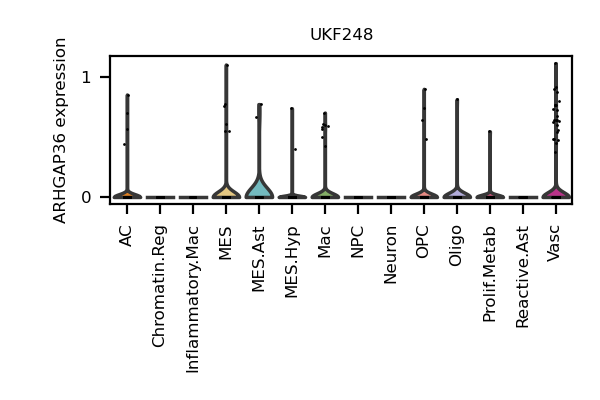 UKF248
ARHGAP36 expression
1
0
AC
Chromatin.Reg
Inflammatory.Mac
MES
MES.Ast
MES.Hyp
Mac
NPC
Neuron
OPC
Oligo
Prolif.Metab
Reactive.Ast
Vasc